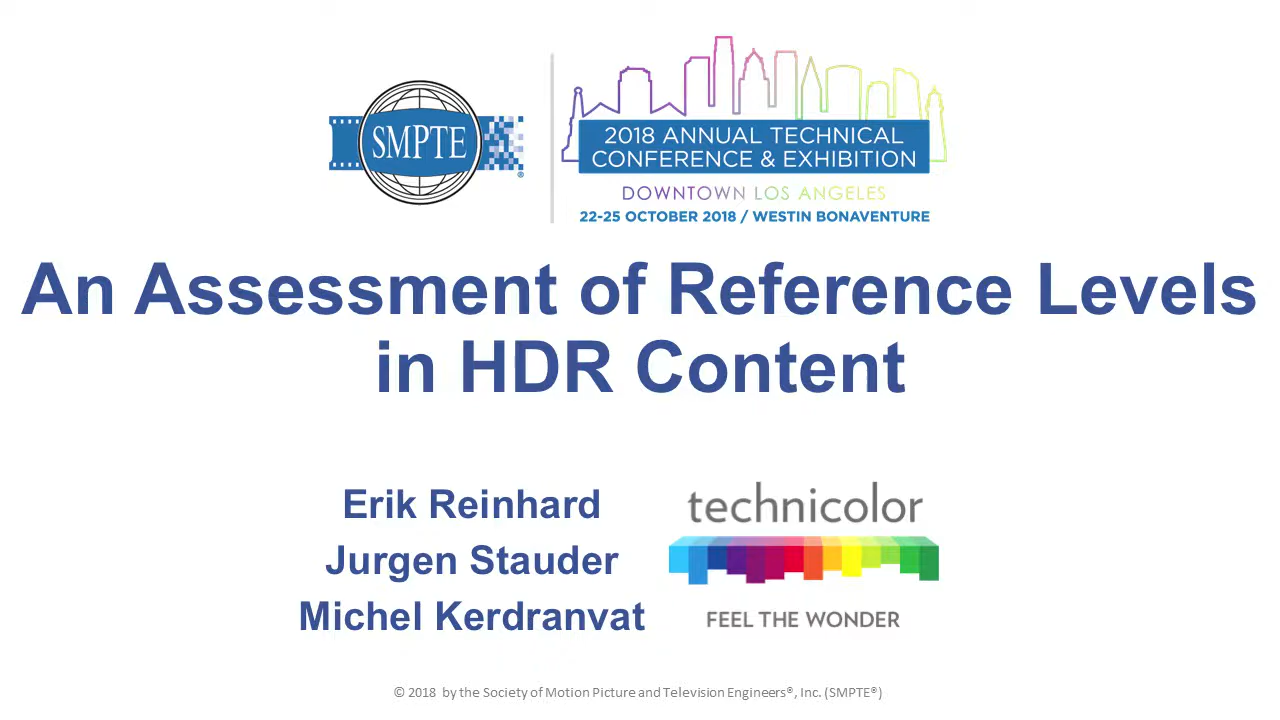 SMPTE
®
2018 ANNUAL TECHNICAL
CONFERENCE & EXHIBITION
DOWNTOWN LOS ANGELES
22-25 OCTOBER 2018 / WESTIN BONAVENTURE
An Assessment of Reference Levels
in HDR Content
Erik Reinhard
Jurgen Stauder
Michel Kerdranvat
technicolor
FEEL THE WONDER
© 2018 by the Society of Motion Picture and Television Engineers®, Inc. (SMPTE®)